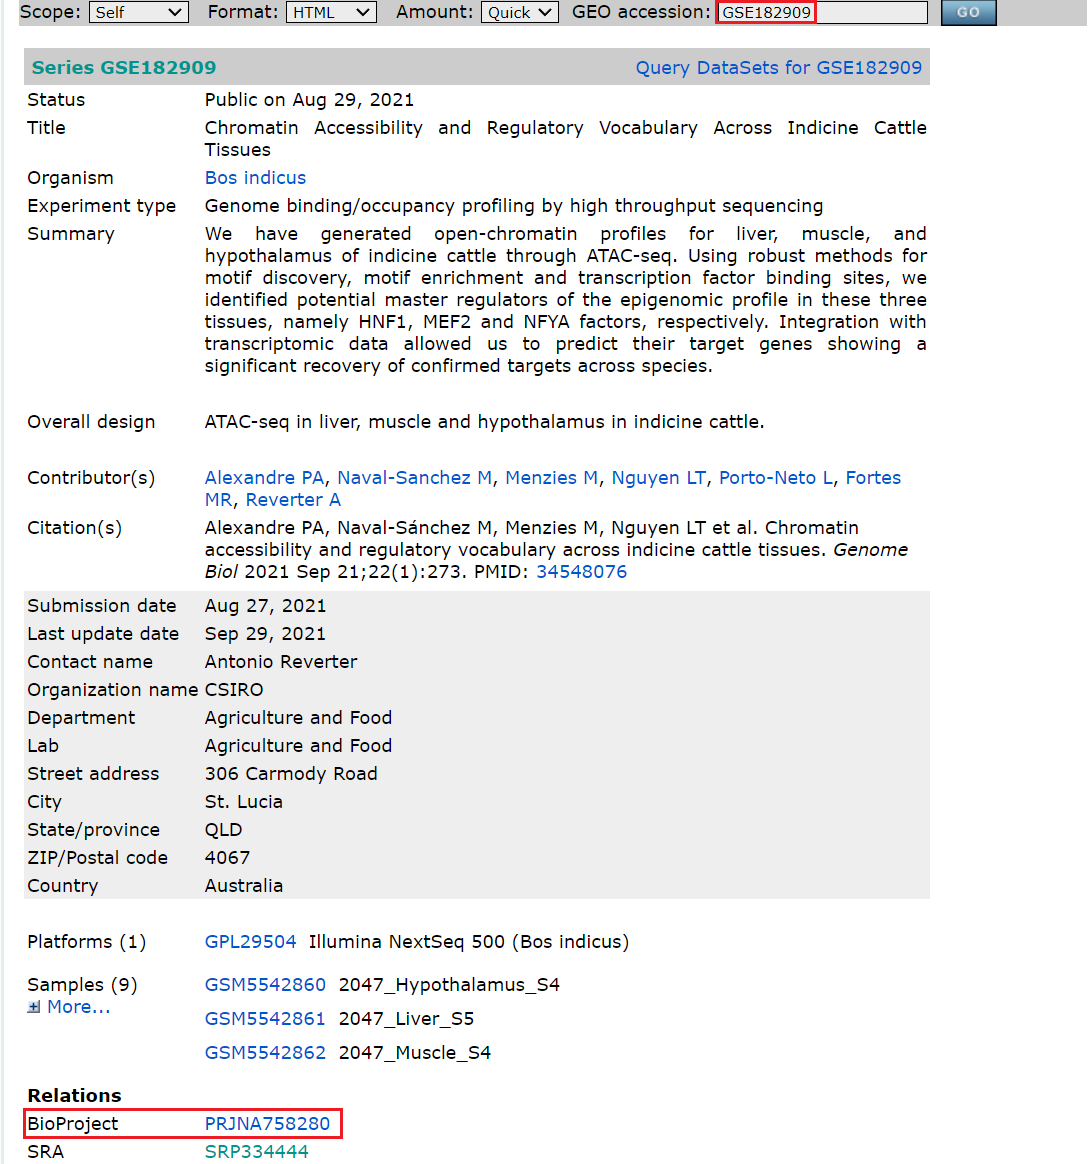 Scope: Self Format: HTML Amount: Quick GEO accession: GSE182909 GO
Series GSE182909 Query DataSets for GSE182909
Status Public on Aug 29, 2021
Title Chromatin Accessibility and Regulatory Vocabulary Across Indicine Cattle
Tissues
Organism Bos indicus
Experiment type Genome binding/occupancy profiling by high throughput sequencing
Summary We have generated open-chromatin profiles for liver, muscle, and
hypothalamus of indicine cattle through ATAC-seq. Using robust methods for
motif discovery, motif enrichment and transcription factor binding sites, we
identified potential master regulators of the epigenomic profile in these three
tissues, namely HNF1, MEF2 and NFYA factors, respectively. Integration with
transcriptomic data allowed us to predict their target genes showing a
significant recovery of confirmed targets across species.
Overall design ATAC-seq in liver, muscle and hypothalamus in indicine cattle.
Contributor(s) Alexandre PA, Naval-Sanchez M, Menzies M, Nguyen LT, Porto-Neto L, Fortes
MR, Reverter A
Citation(s) Alexandre PA, Naval-Sánchez M, Menzies M, Nguyen LT et al. Chromatin
accessibility and regulatory vocabulary across indicine cattle tissues. Genome
Biol 2021 Sep 21;22(1):273. PMID: 34548076
Submission date Aug 27, 2021
Last update date Sep 29, 2021
Contact name Antonio Reverter
Organization name CSIRO
Department Agriculture and Food
Lab Agriculture and Food
Street address 306 Carmody Road
City St. Lucia
State/province QLD
ZIP/Postal code 4067
Country Australia
Platforms (1) GPL29504 Illumina NextSeq 500 (Bos indicus)
Samples (9) GSM5542860 2047_Hypothalamus_S4
More...
GSM5542861 2047_Liver_S5
GSM5542862 2047_Muscle_S4
Relations
BioProject PRJNA758280
SRA SRP334444